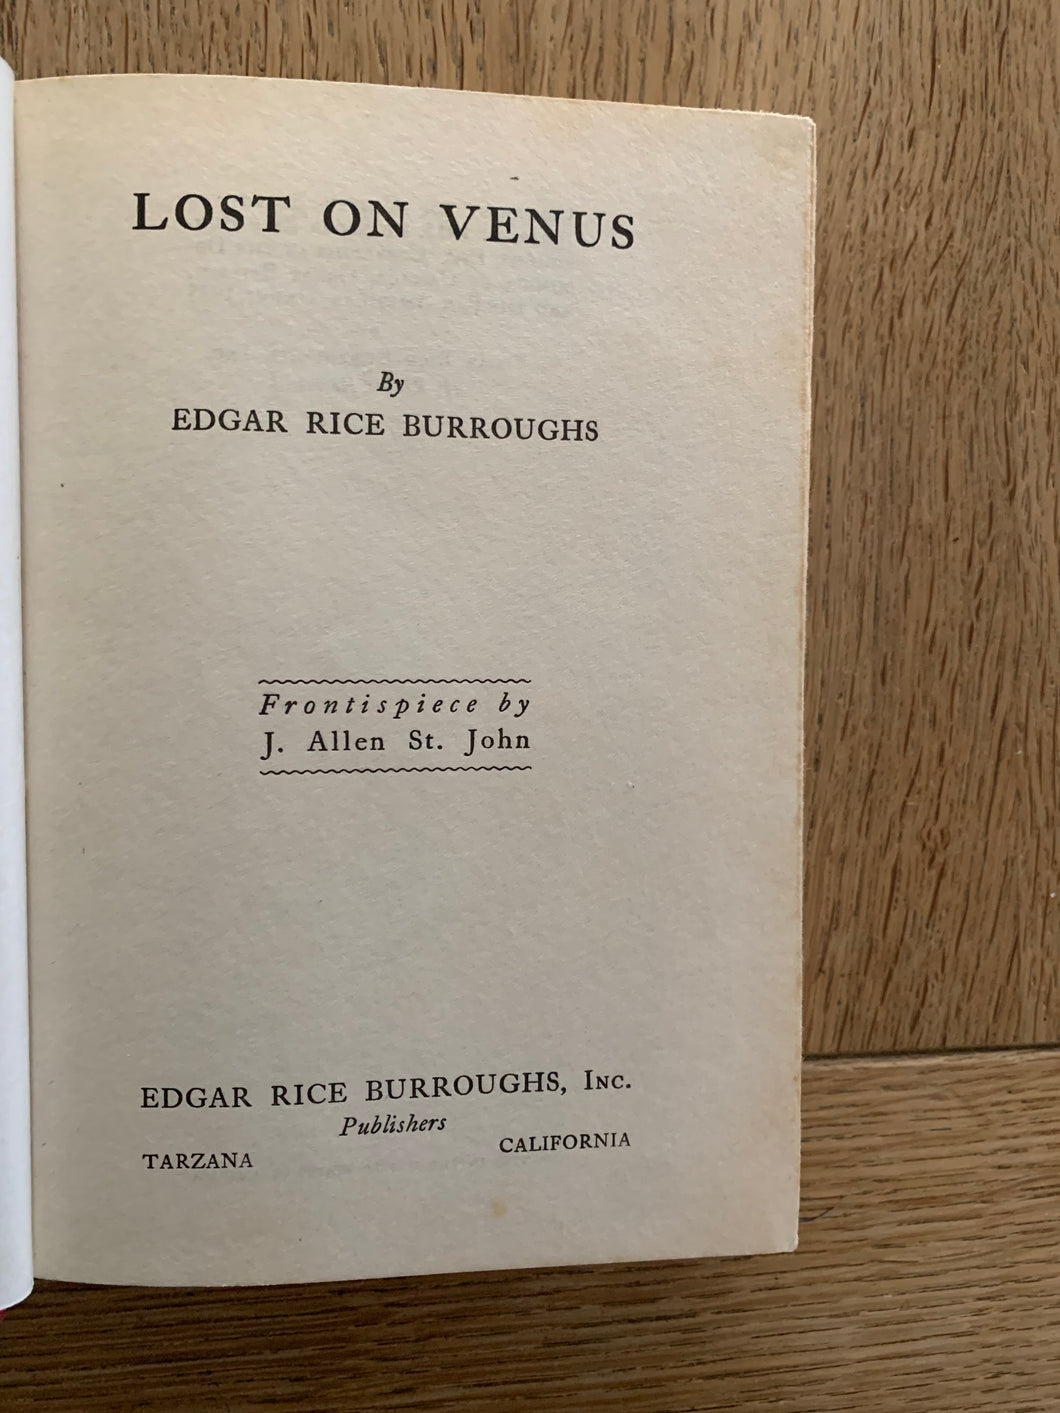 LOST ON VENUS
By
EDGAR RICE BURROUGHS
Frontispiece by
J. Allen St. John
EDGAR RICE BURROUGHS, INC.
Publishers
TARZANA CALIFORNIA